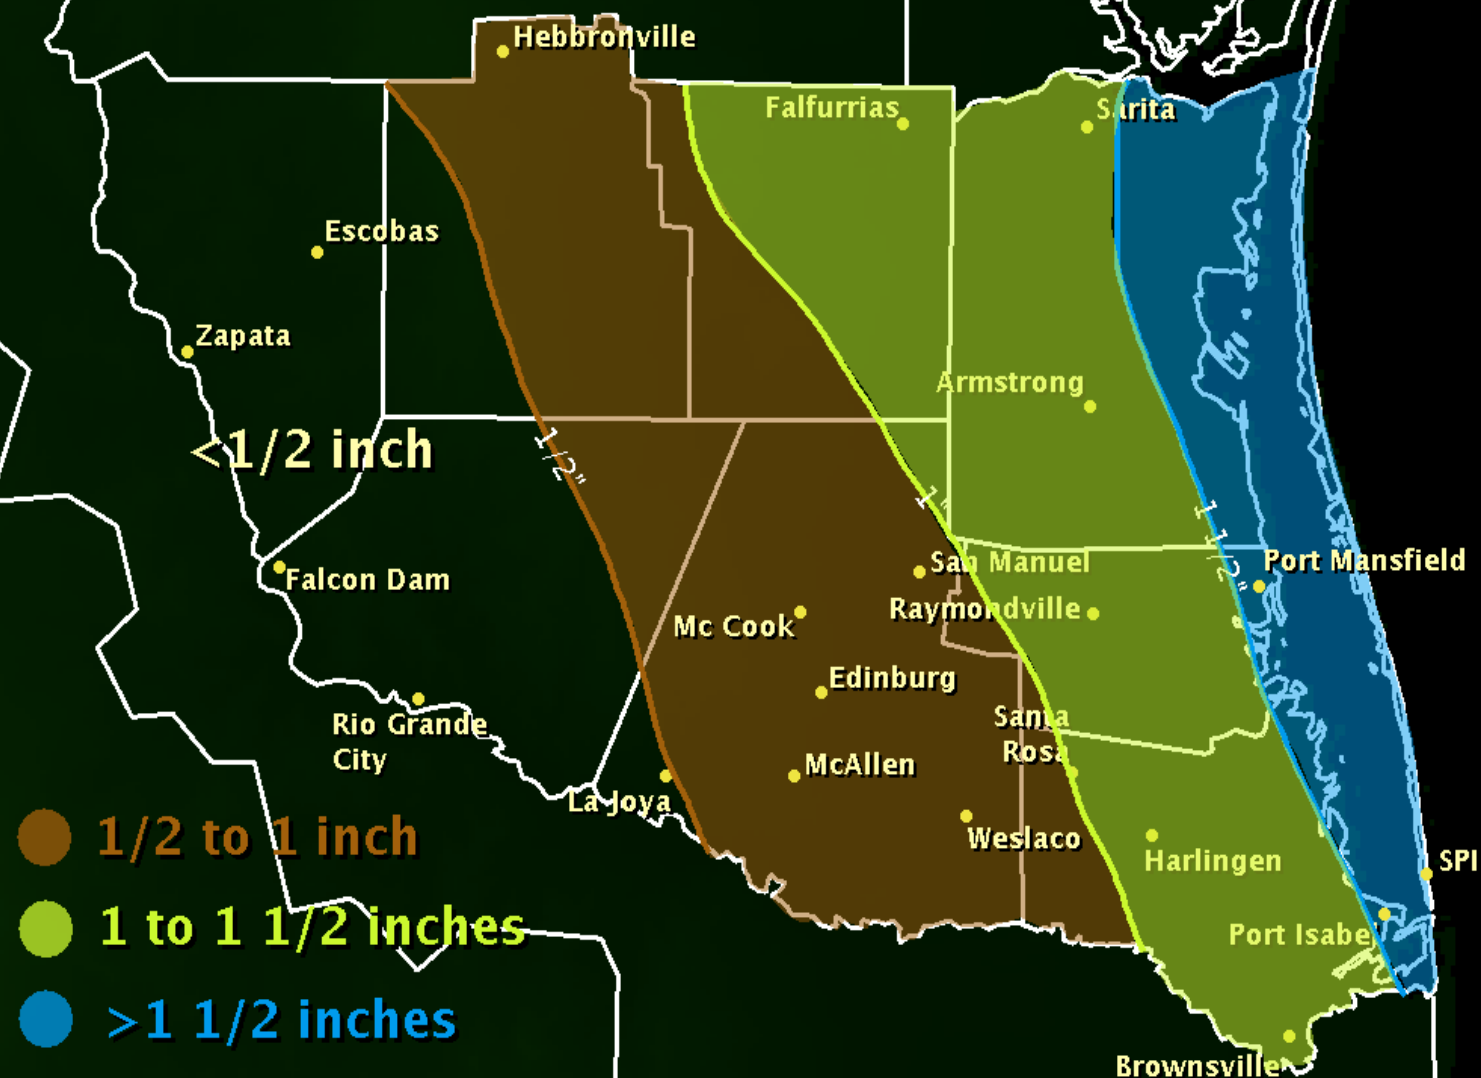 Hebbronville
Falfurrias
Sarita
Escobas
Zapata
Armstrong
<1/2 inch
1/2"
1"
1 1/2"
San Manuel
Port Mansfield
Falcon Dam
Raymondville
Mc Cook
Edinburg
Rio Grande
City
Santa
Rosa
McAllen
La Joya
Weslaco
Harlingen
SPI
1/2 to 1 inch
1 to 1 1/2 inches
Port Isabel
>1 1/2 inches
Brownsville